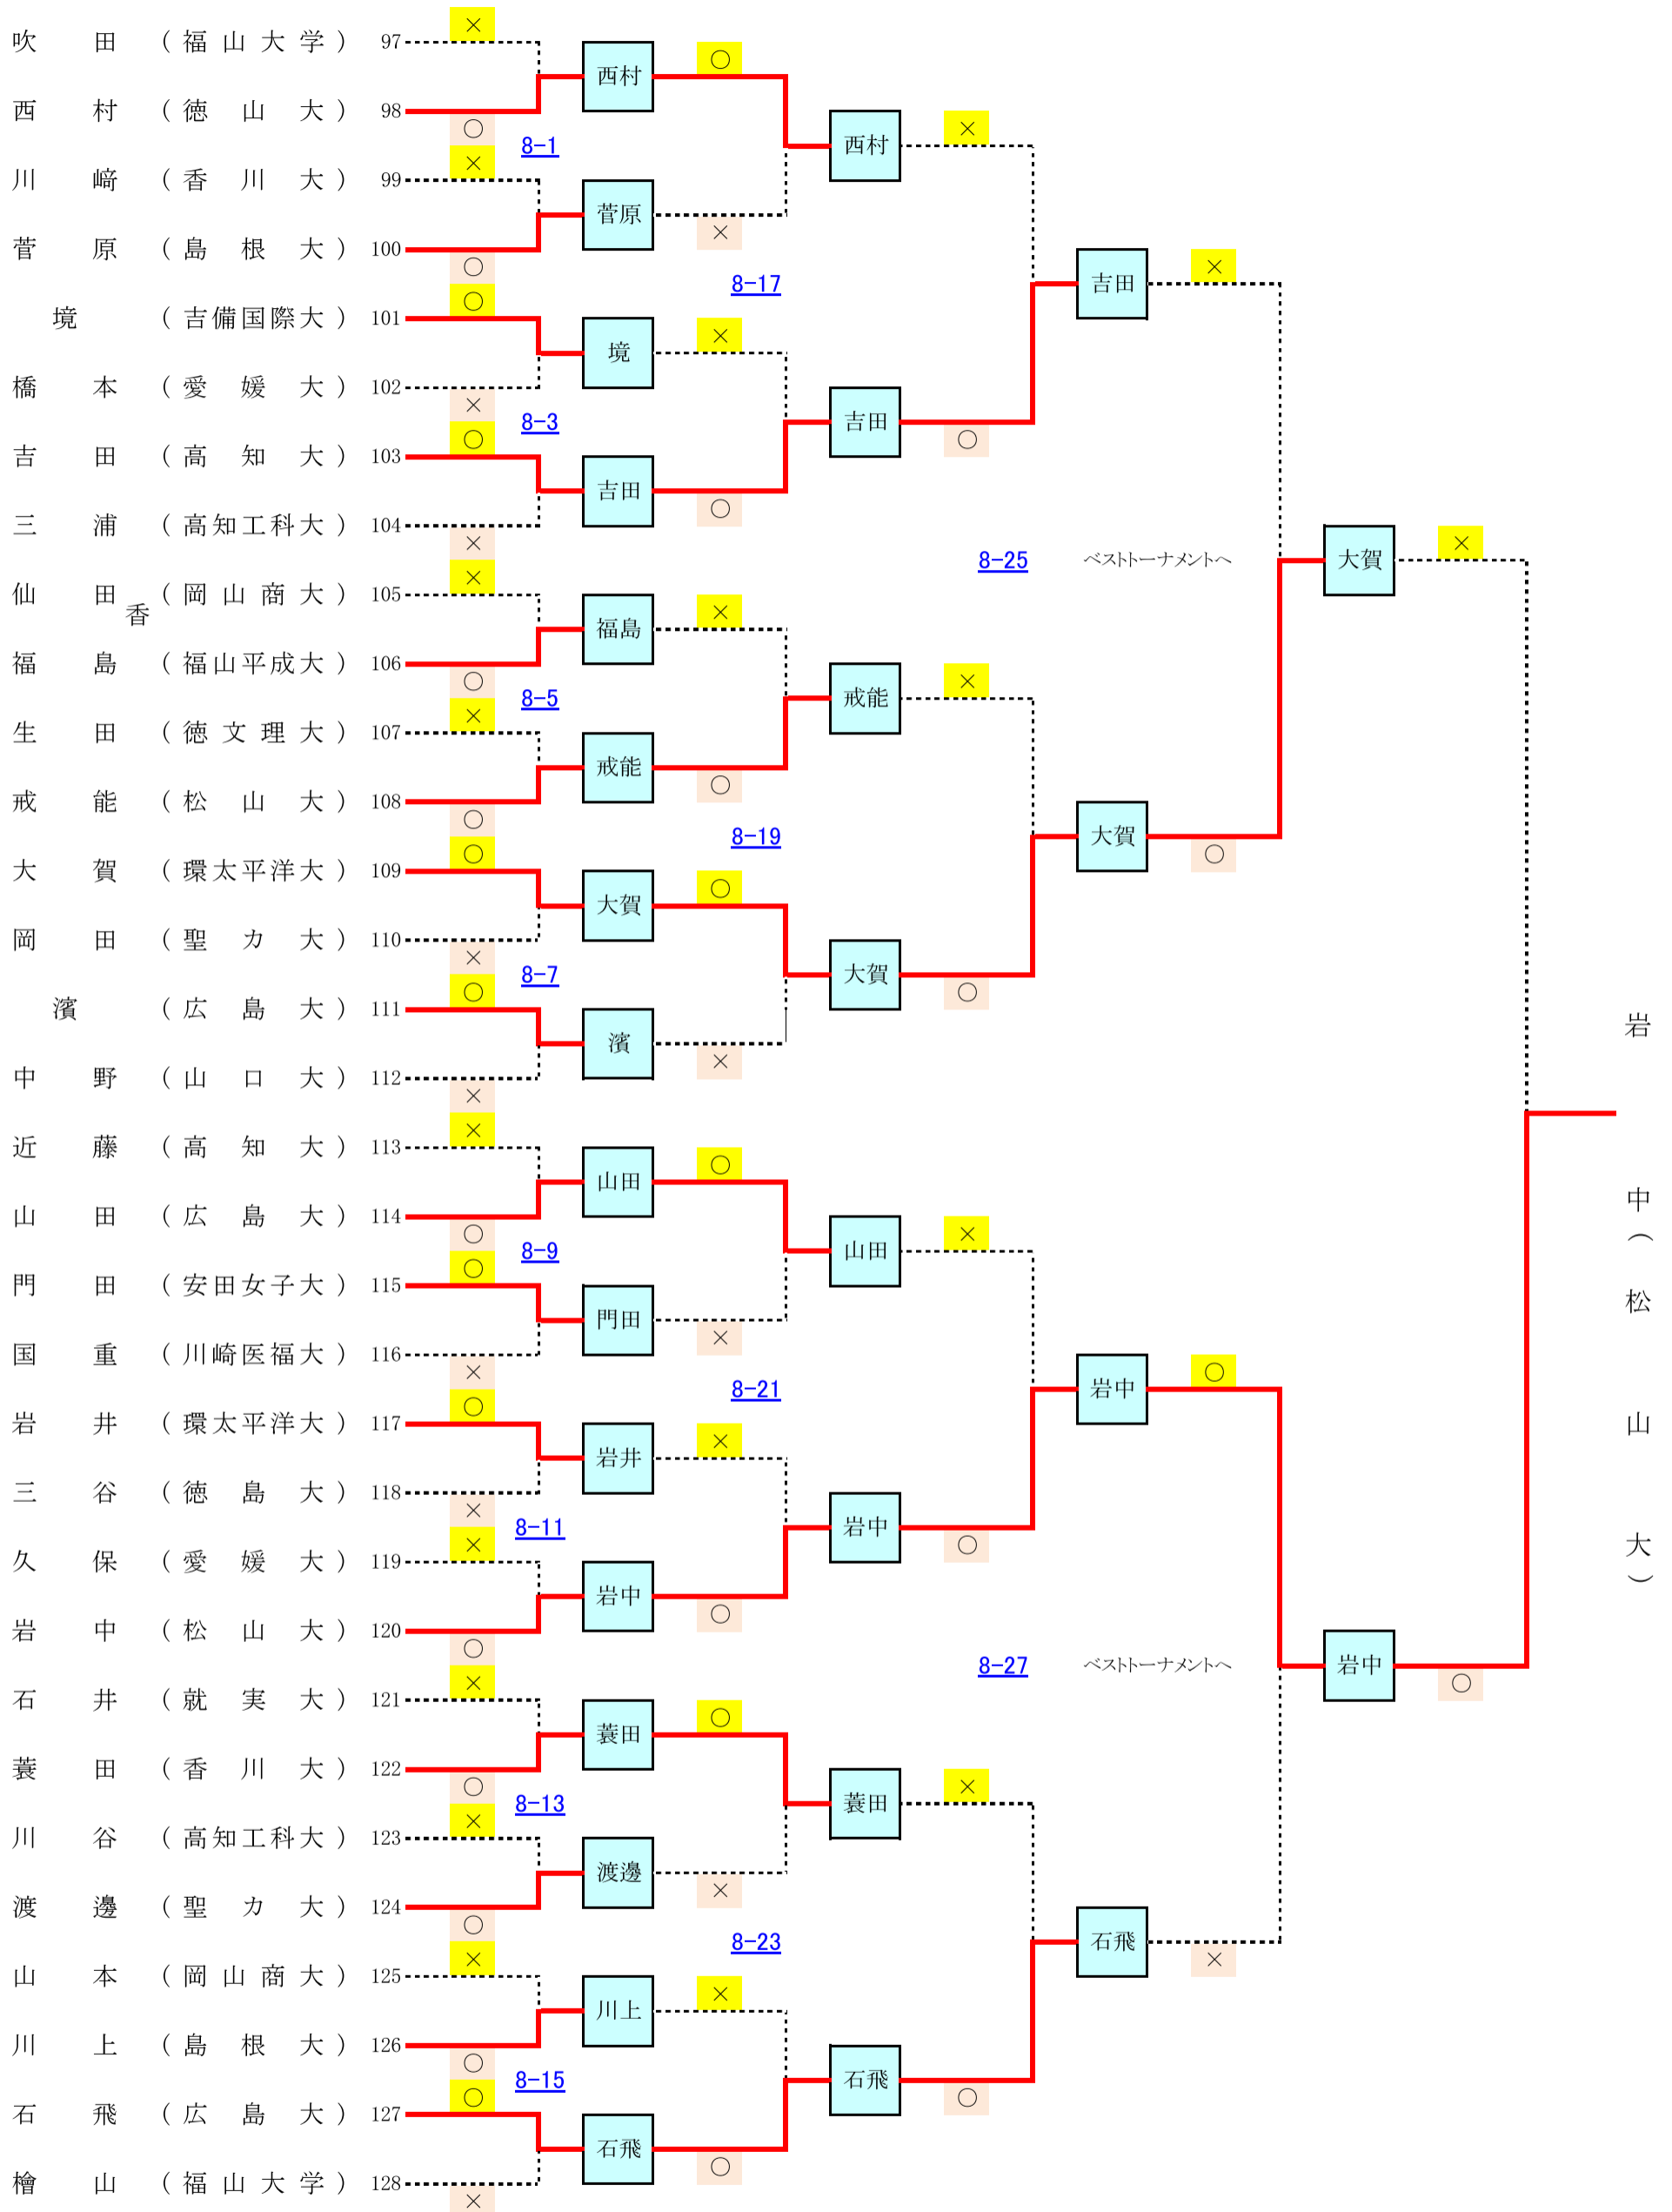 吹田（福山大学）97 ×
西村（徳山大）98 ○
川﨑（香川大）99 ×
菅原（島根大）100 ○
境（吉備国際大）101 ○
橋本（愛媛大）102 ×
吉田（高知大）103 ○
三浦（高知工科大）104 ×
仙田（岡山商大）105 ×
香
福島（福山平成大）106 ○
生田（徳文理大）107 ×
戒能（松山大）108 ○
大賀（環太平洋大）109 ○
岡田（聖カ大）110 ×
濱（広島大）111 ○
中野（山口大）112 ×
近藤（高知大）113 ×
山田（広島大）114 ○
門田（安田女子大）115 ○
国重（川崎医福大）116 ×
岩井（環太平洋大）117 ○
三谷（徳島大）118 ×
久保（愛媛大）119 ×
岩中（松山大）120 ○
石井（就実大）121 ×
蓑田（香川大）122 ○
川谷（高知工科大）123 ×
渡邊（聖カ大）124 ○
山本（岡山商大）125 ×
川上（島根大）126 ○
石飛（広島大）127 ○
檜山（福山大学）128 ×
8-1
8-3
8-5
8-7
8-9
8-11
8-13
8-15
西村 ○
菅原 ×
境 ×
吉田 ○
福島 ×
戒能 ○
大賀 ○
濱 ×
山田 ○
門田 ×
岩井 ×
岩中 ○
蓑田 ○
渡邊 ×
川上 ×
石飛 ○
8-17
8-19
8-21
8-23
西村 ×
吉田 ○
戒能 ×
大賀 ○
山田 ×
岩中 ○
蓑田 ×
石飛 ○
8-25 ベストトーナメントへ
8-27 ベストトーナメントへ
吉田 ×
大賀 ○
岩中 ○
石飛 ×
大賀 ×
岩中 ○
岩中（松山大）